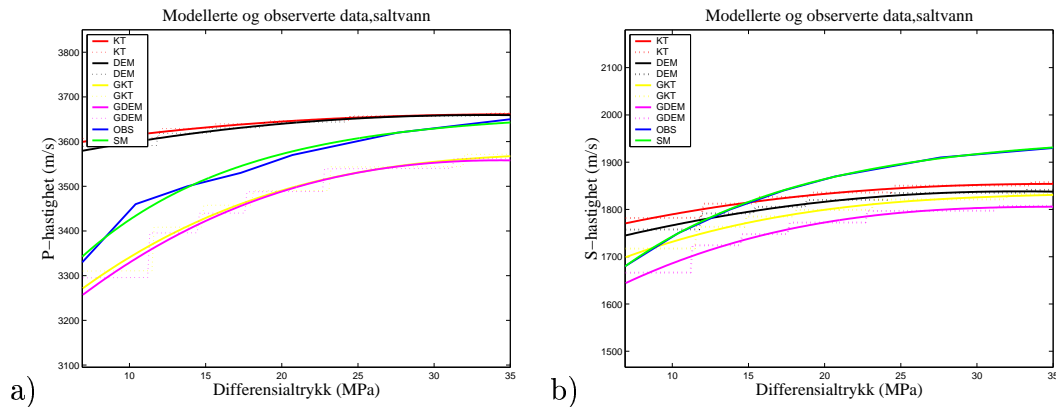 Modellerte og observerte data,saltvann
3800
3700
3600
3500
3400
3300
3200
3100
P−hastighet (m/s)
KT
KT
DEM
DEM
GKT
GKT
GDEM
GDEM
OBS
SM
10
15
20
25
30
35
Differensialtrykk (MPa)
a)
Modellerte og observerte data,saltvann
2100
2000
1900
1800
1700
1600
1500
S−hastighet (m/s)
KT
KT
DEM
DEM
GKT
GKT
GDEM
GDEM
OBS
SM
10
15
20
25
30
35
Differensialtrykk (MPa)
b)